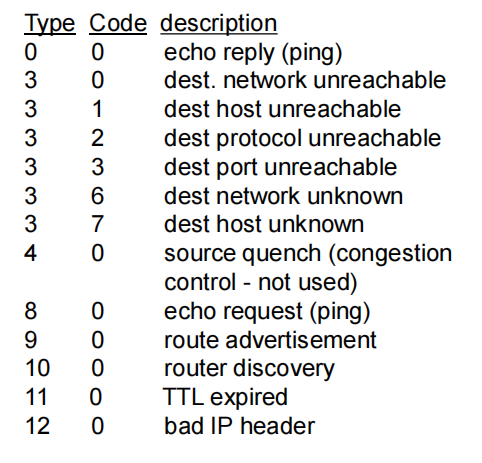 Type Code description
0 0 echo reply (ping)
3 0 dest. network unreachable
3 1 dest host unreachable
3 2 dest protocol unreachable
3 3 dest port unreachable
3 6 dest network unknown
3 7 dest host unknown
4 0 source quench (congestion
control - not used)
8 0 echo request (ping)
9 0 route advertisement
10 0 router discovery
11 0 TTL expired
12 0 bad IP header